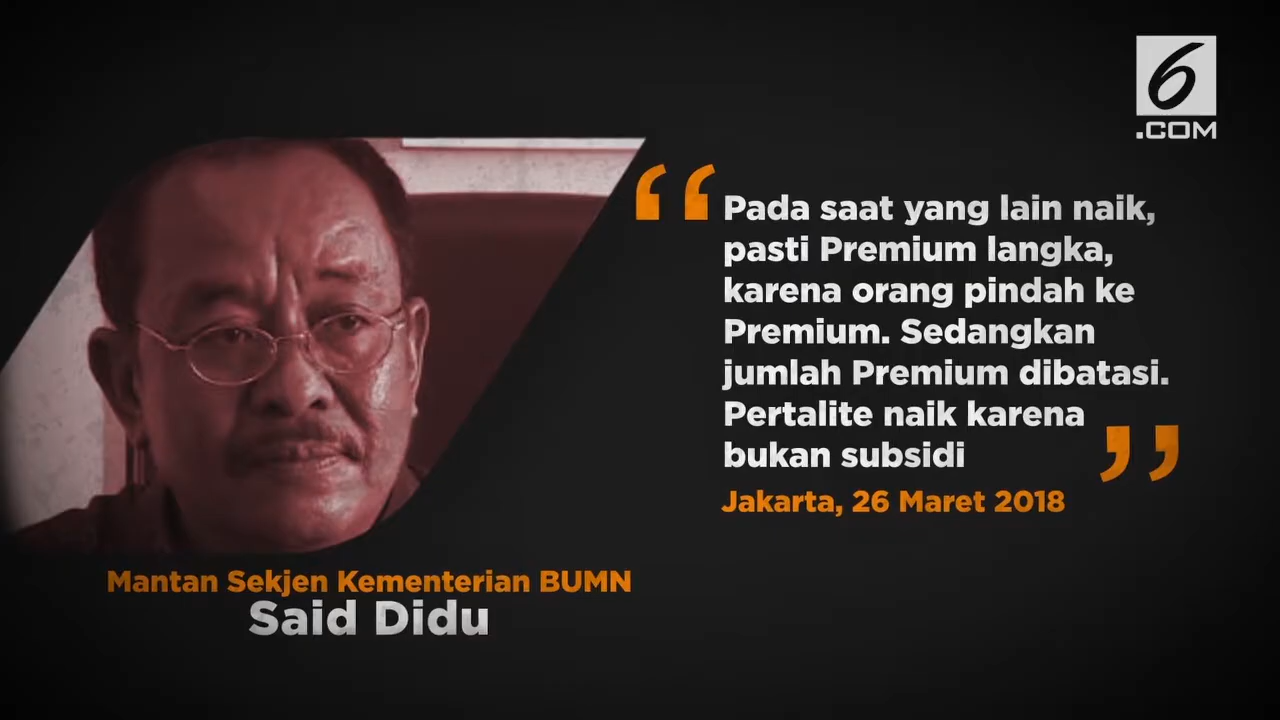 6
.COM
“Pada saat yang lain naik,
pasti Premium langka,
karena orang pindah ke
Premium. Sedangkan
jumlah Premium dibatasi.
Pertalite naik karena
bukan subsidi”
Jakarta, 26 Maret 2018
Mantan Sekjen Kementerian BUMN
Said Didu